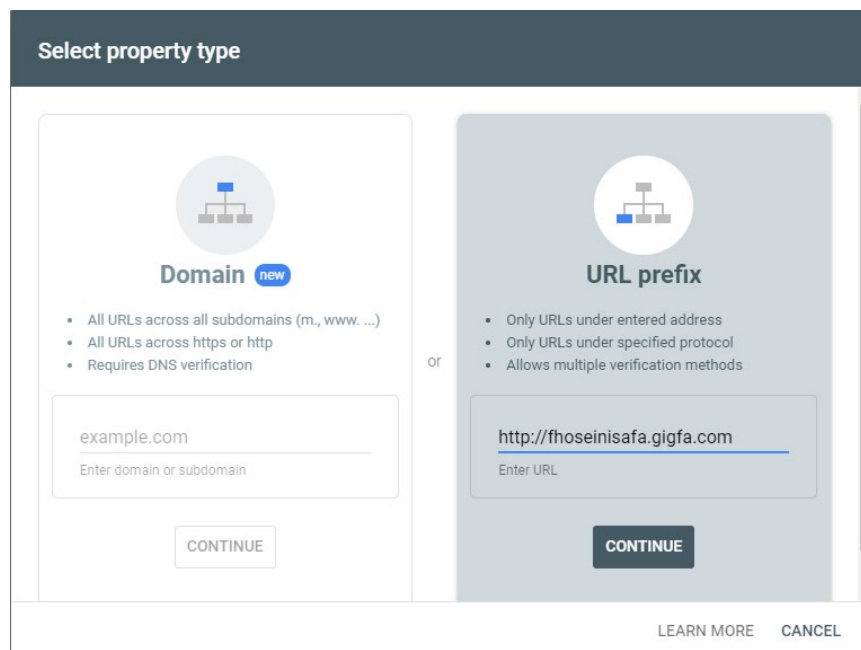 Select property type
Domain new
• All URLs across all subdomains (m., www. ...)
• All URLs across https or http
• Requires DNS verification
example.com
Enter domain or subdomain
CONTINUE
or
URL prefix
• Only URLs under entered address
• Only URLs under specified protocol
• Allows multiple verification methods
http://fhoseinisafa.gigfa.com
Enter URL
CONTINUE
LEARN MORE
CANCEL